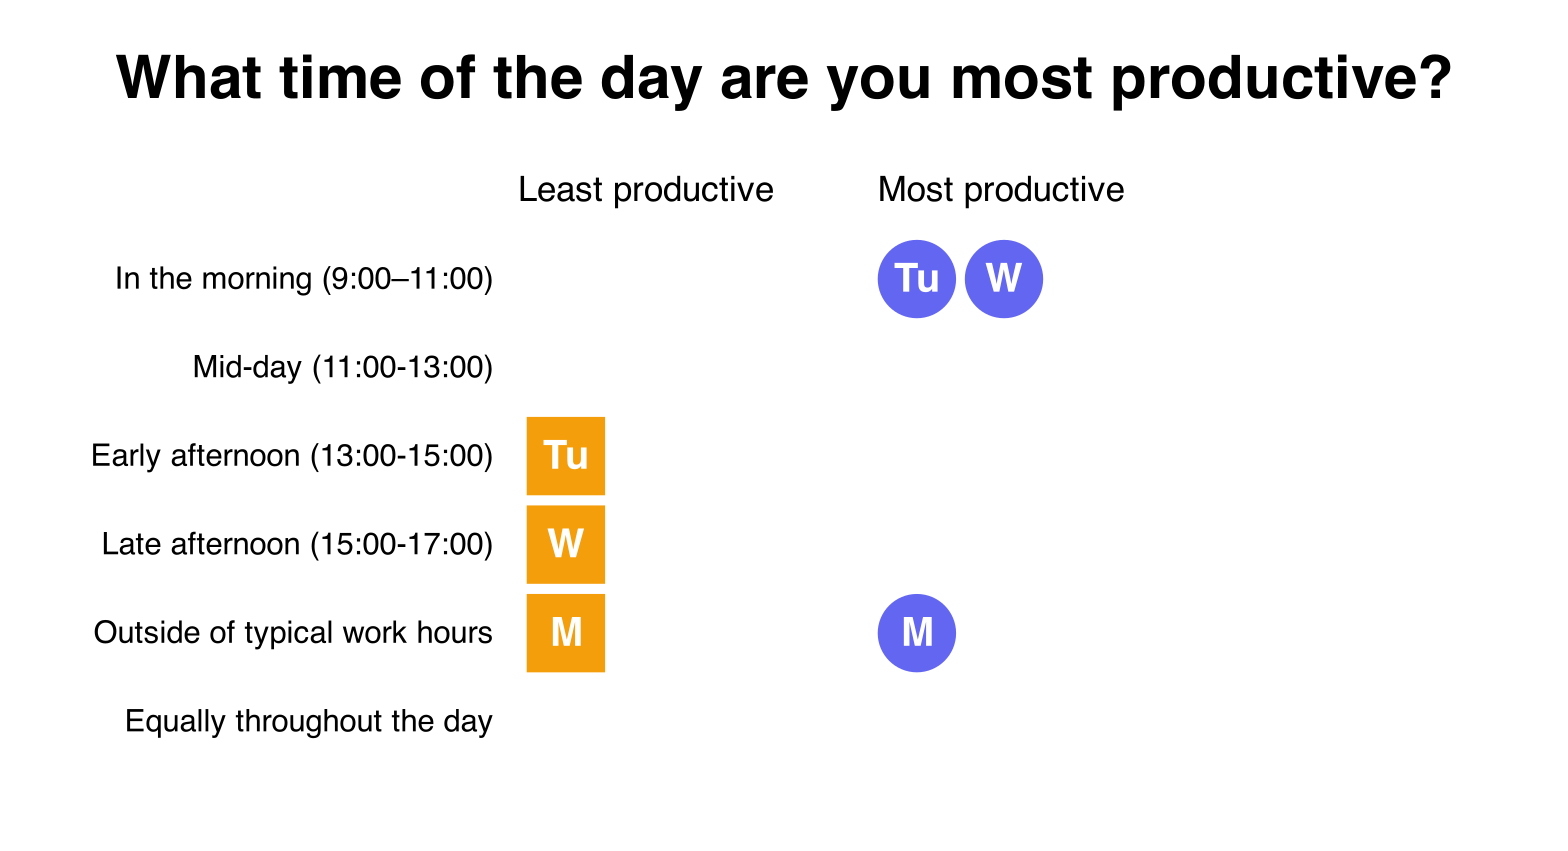 What time of the day are you most productive?
Least productive Most productive
In the morning (9:00–11:00) Tu W
Mid-day (11:00-13:00)
Early afternoon (13:00-15:00) Tu
Late afternoon (15:00-17:00) W
Outside of typical work hours M M
Equally throughout the day